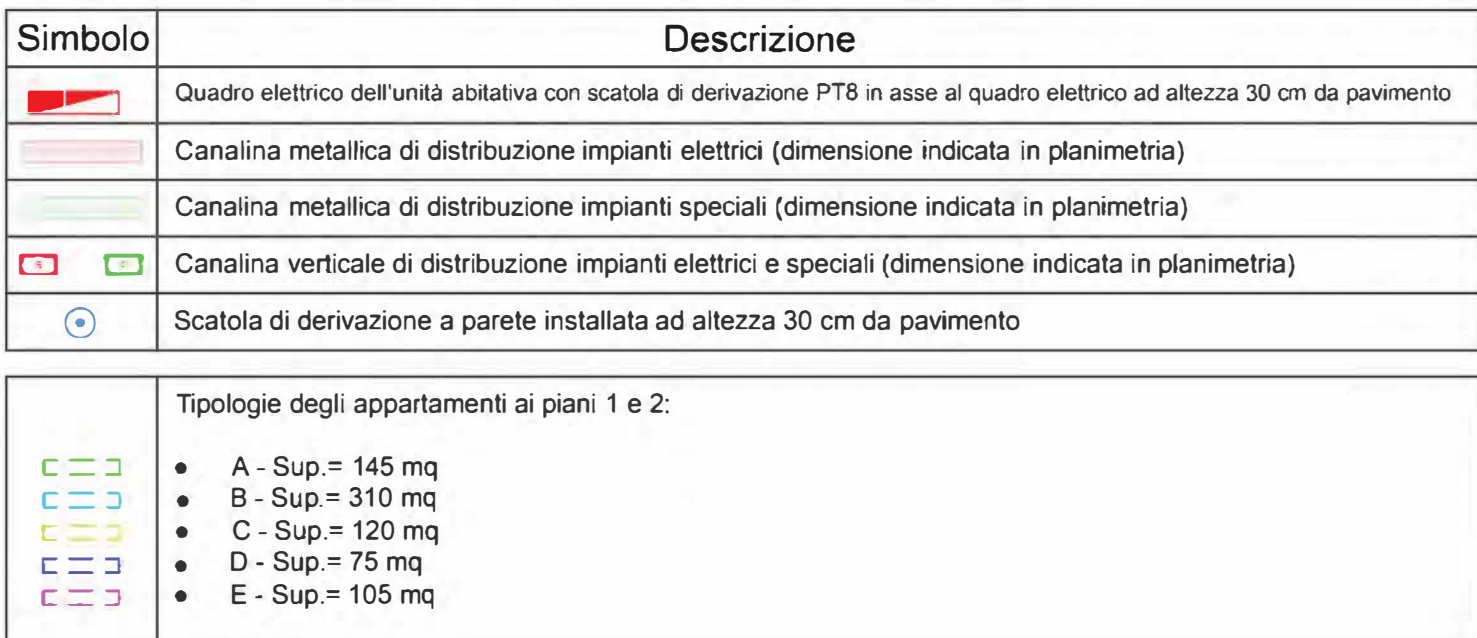 Simbolo Descrizione
Quadro elettrico dell'unità abitativa con scatola di derivazione PT8 in asse al quadro elettrico ad altezza 30 cm da pavimento
Canalina metallica di distribuzione impianti elettrici (dimensione indicata in planimetria)
Canalina metallica di distribuzione impianti speciali (dimensione indicata in planimetria)
Canalina verticale di distribuzione impianti elettrici e speciali (dimensione indicata in planimetria)
Scatola di derivazione a parete installata ad altezza 30 cm da pavimento
Tipologie degli appartamenti ai piani 1 e 2:
• A - Sup.= 145 mq
• B - Sup.= 310 mq
• C - Sup.= 120 mq
• D - Sup.= 75 mq
• E - Sup.= 105 mq